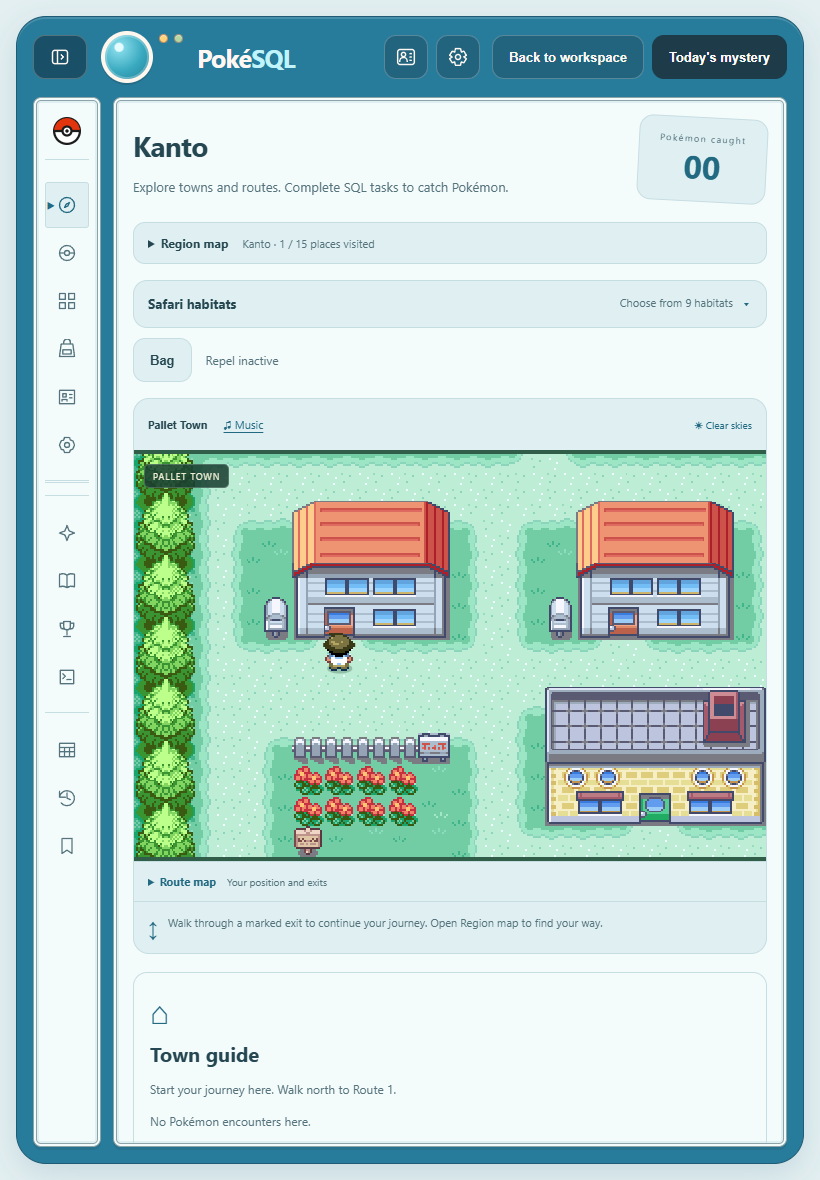 PokéSQL
Back to workspace
Today's mystery
Kanto
Explore towns and routes. Complete SQL tasks to catch Pokémon.
Pokémon caught
00
Region map
Kanto · 1 / 15 places visited
Safari habitats
Choose from 9 habitats
Bag
Repel inactive
Pallet Town
♫ Music
☀ Clear skies
PALLET TOWN
Route map
Your position and exits
Walk through a marked exit to continue your journey. Open Region map to find your way.
Town guide
Start your journey here. Walk north to Route 1.
No Pokémon encounters here.